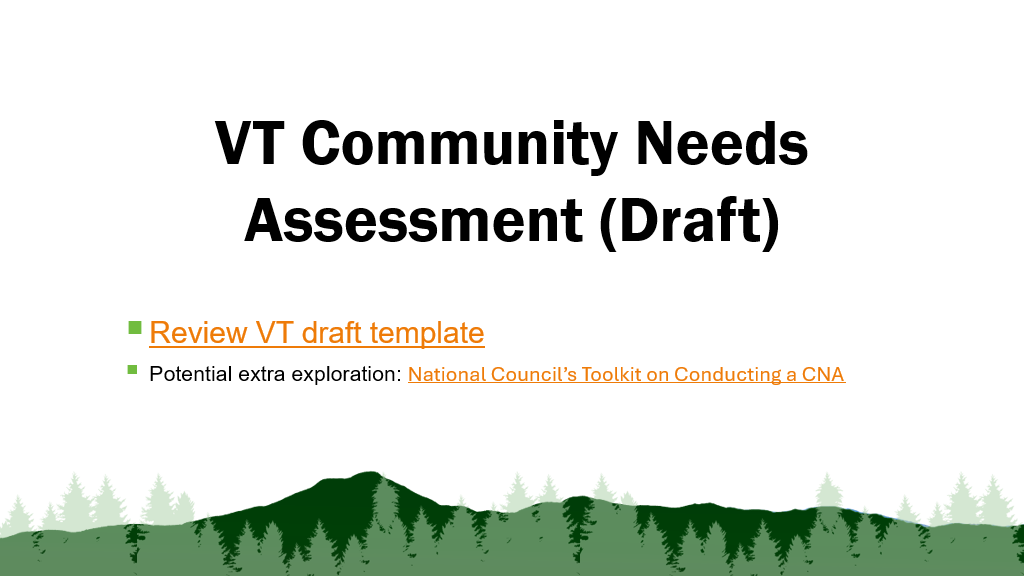 VT Community Needs
Assessment (Draft)
Review VT draft template
Potential extra exploration: National Council’s Toolkit on Conducting a CNA